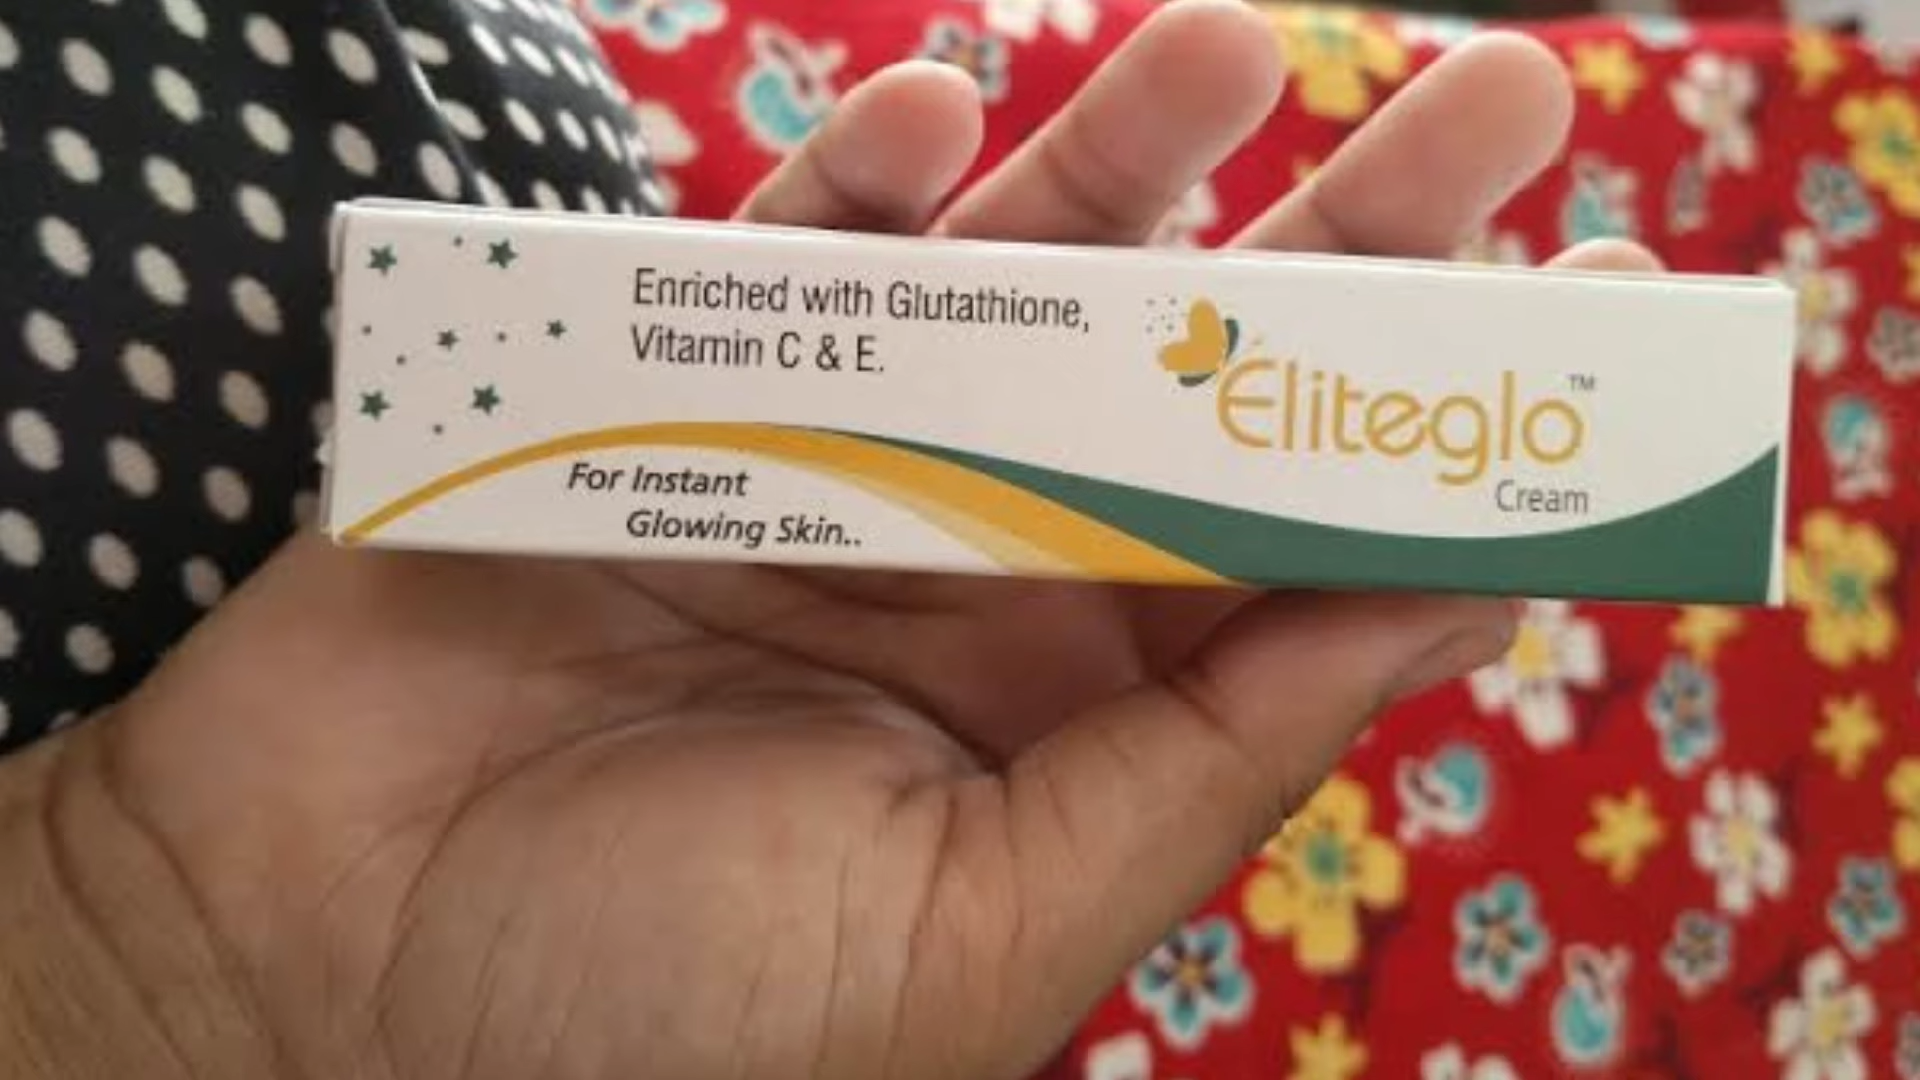 Enriched with Glutathione,
Vitamin C & E.
Eliteglo™
Cream
For Instant
Glowing Skin..